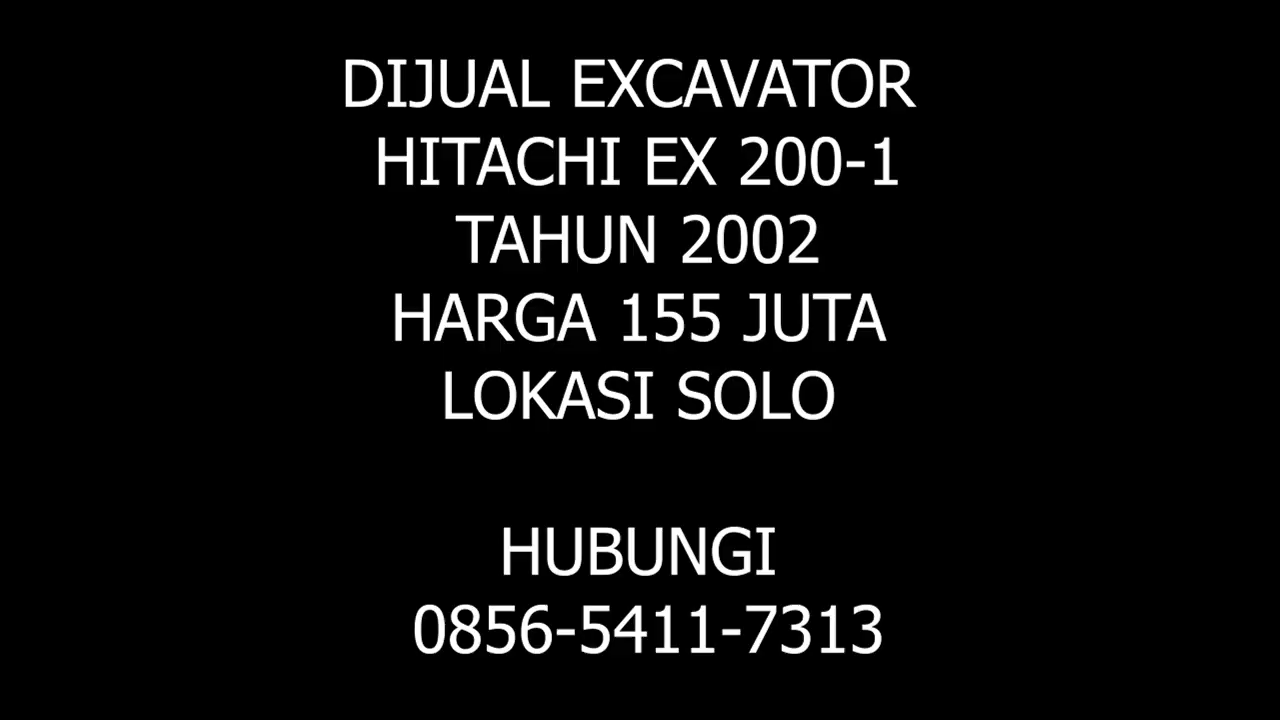 DIJUAL EXCAVATOR
HITACHI EX 200-1
TAHUN 2002
HARGA 155 JUTA
LOKASI SOLO
HUBUNGI
0856-5411-7313